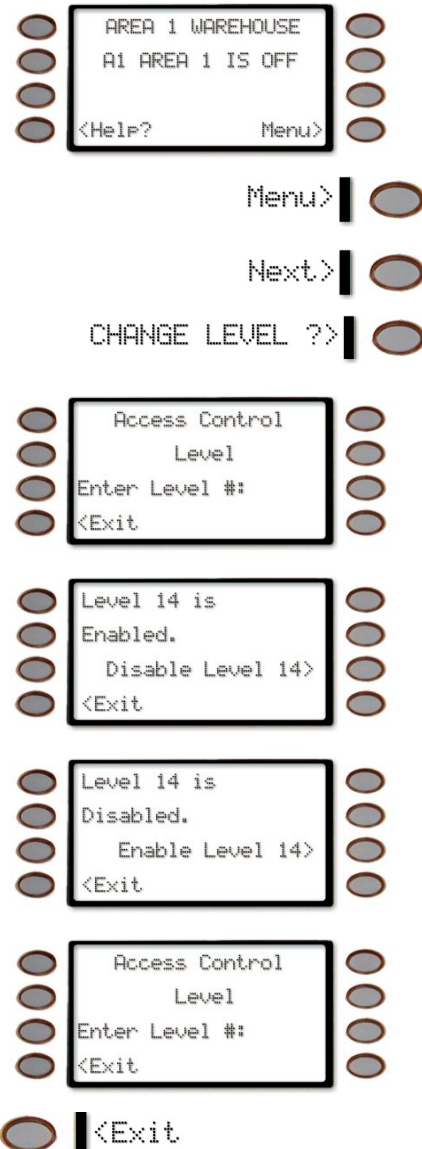 AREA 1 WAREHOUSE
A1 AREA 1 IS OFF
<Help? Menu>
Menu>
Next>
CHANGE LEVEL ?>
Access Control
Level
Enter Level #:
<Exit
Level 14 is
Enabled.
Disable Level 14>
<Exit
Level 14 is
Disabled.
Enable Level 14>
<Exit
Access Control
Level
Enter Level #:
<Exit
<Exit